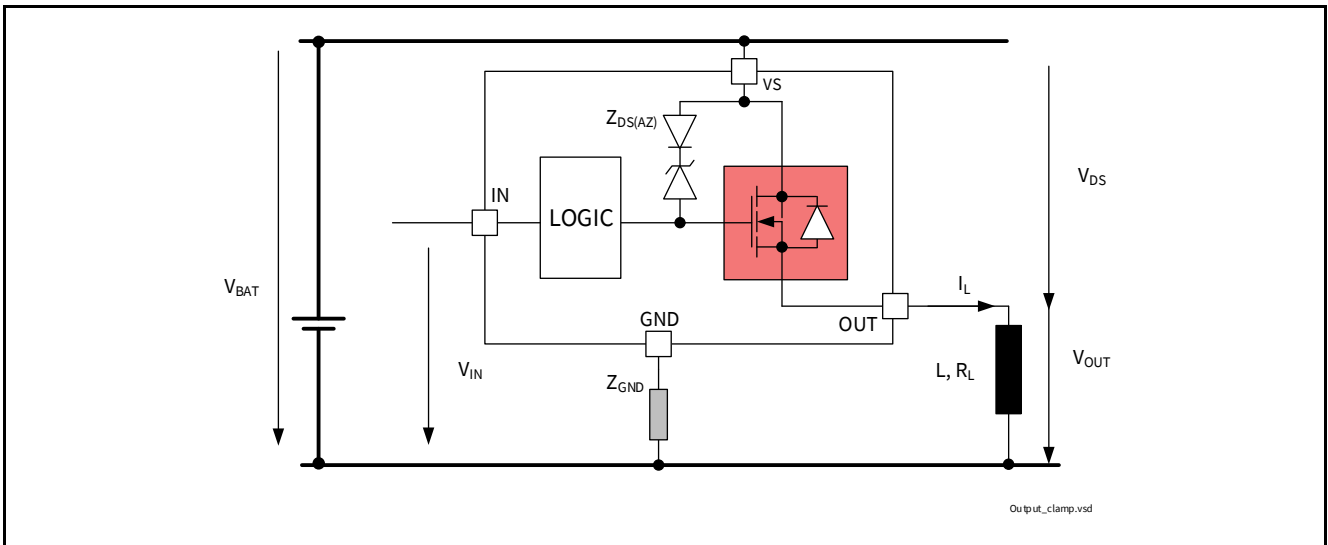 VS
ZDS(AZ)
VDS
IN
LOGIC
IL
VBAT
GND
OUT
VIN
ZGND
L, RL
VOUT
Output_clamp.vsd